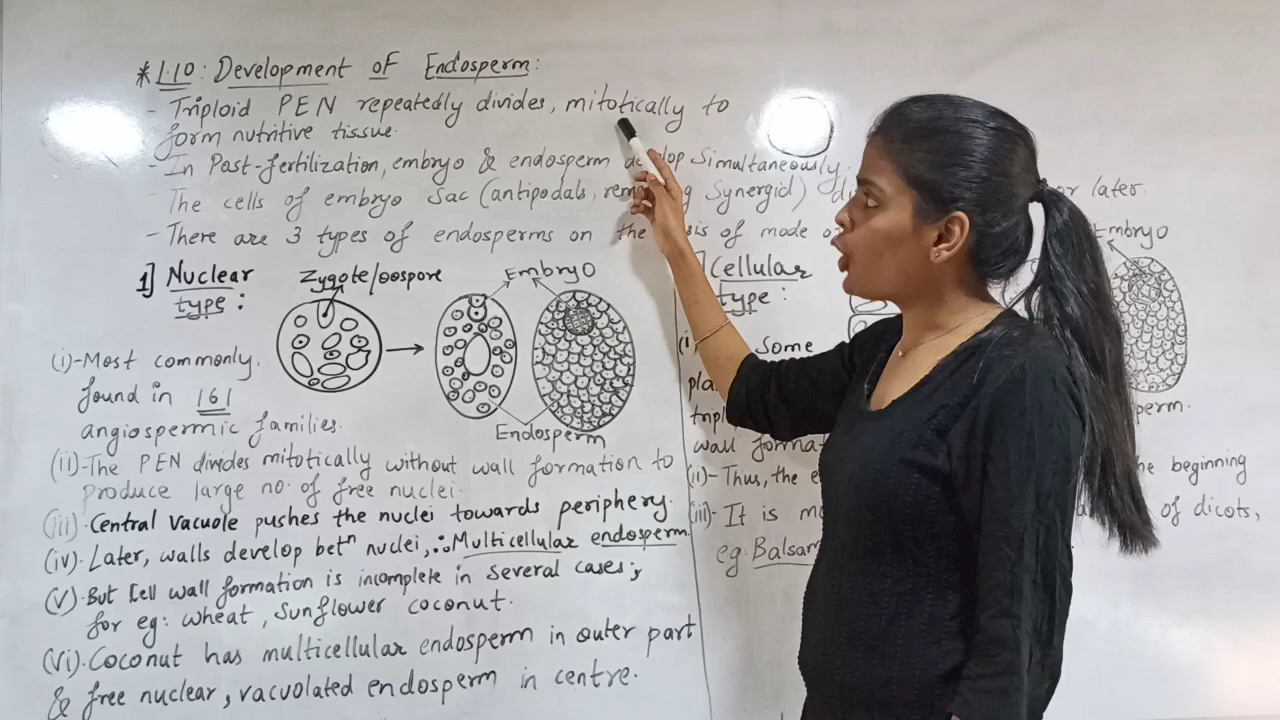 * 1.10 : Development of Endosperm :
- Triploid PEN repeatedly divides, mitotically to
form nutritive tissue.
- In Post-fertilization, embryo & endosperm develop simultaneously.
- The cells of embryo sac (antipodals, synergid) or later.
- There are 3 types of endosperms on the of mode
1] Nuclear
type :
Zygote/oospore
Embryo
Endosperm
(i)- Most commonly
found in 161
angiospermic families.
(ii)- The PEN divides mitotically without wall formation to
produce large no. of free nuclei.
(iii)- Central vacuole pushes the nuclei towards periphery.
(iv). Later, walls develop betⁿ nuclei, ∴ Multicellular endosperm
(v). But cell wall formation is incomplete in several cases;
for eg: wheat, sunflower coconut.
(vi). Coconut has multicellular endosperm in outer part
& free nuclear, vacuolated endosperm in centre.
] Cellular
type :
Embryo
(i some
wall
(ii)- Thus, the beginning
(iii)- It is of dicots,
eg: Balsam